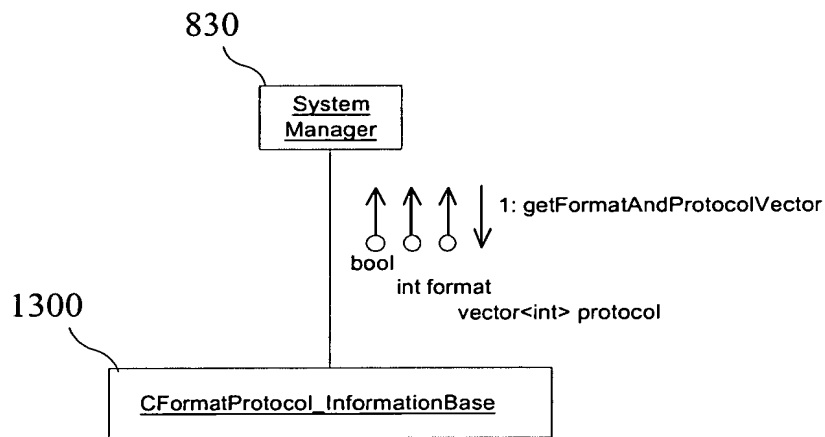 830
System
Manager
1: getFormatAndProtocolVector
bool
int format
vector<int> protocol
1300
CFormatProtocol_InformationBase